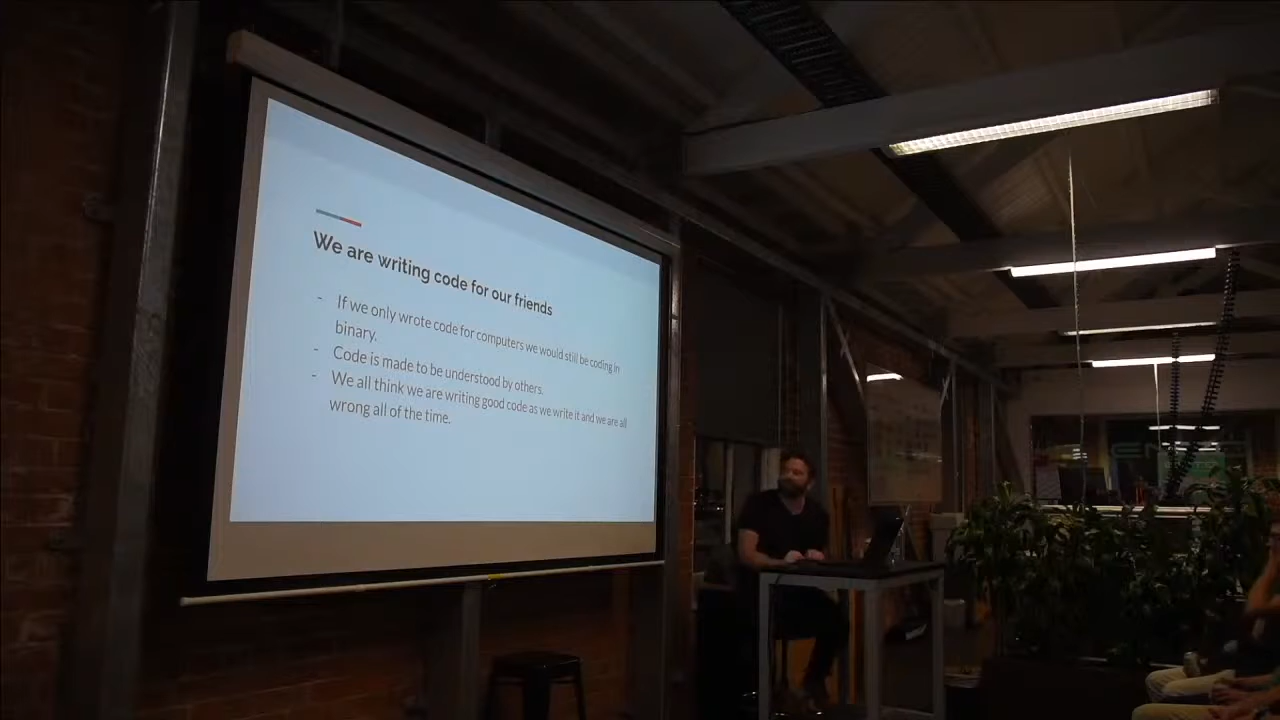 We are writing code for our friends
- If we only wrote code for computers we would still be coding in
binary.
- Code is made to be understood by others.
- We all think we are writing good code as we write it and we are all
wrong all of the time.